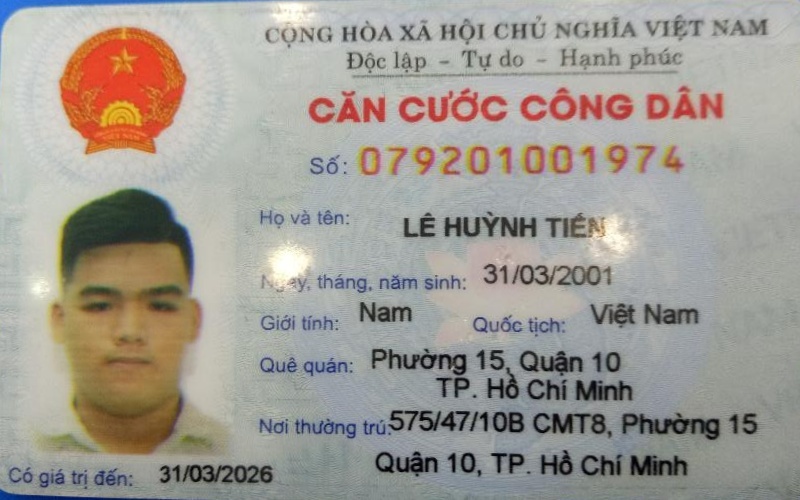 CỘNG HÒA XÃ HỘI CHỦ NGHĨA VIỆT NAM
Độc lập - Tự do - Hạnh phúc
CĂN CƯỚC CÔNG DÂN
Số: 079201001974
Họ và tên: LÊ HUỲNH TIẾN
Ngày, tháng, năm sinh: 31/03/2001
Giới tính: Nam Quốc tịch: Việt Nam
Quê quán: Phường 15, Quận 10
TP. Hồ Chí Minh
Nơi thường trú: 575/47/10B CMT8, Phường 15
Quận 10, TP. Hồ Chí Minh
Có giá trị đến: 31/03/2026